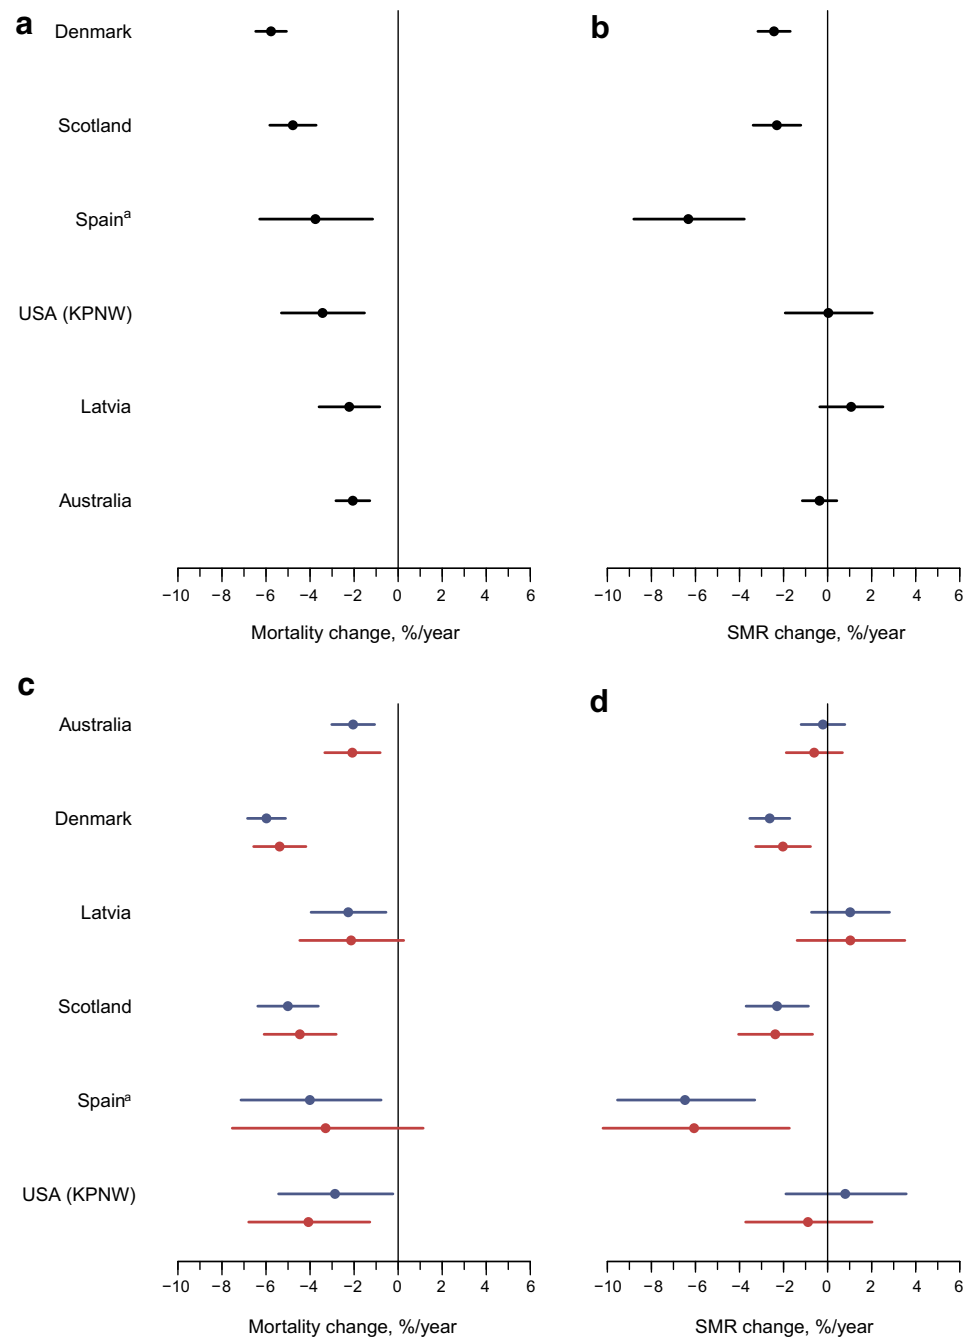 a
b
Denmark
Scotland
Spainᵃ
USA (KPNW)
Latvia
Australia
−10 −8 −6 −4 −2 0 2 4 6
Mortality change, %/year
−10 −8 −6 −4 −2 0 2 4 6
SMR change, %/year
c
d
Australia
Denmark
Latvia
Scotland
Spainᵃ
USA (KPNW)
−10 −8 −6 −4 −2 0 2 4 6
Mortality change, %/year
−10 −8 −6 −4 −2 0 2 4 6
SMR change, %/year